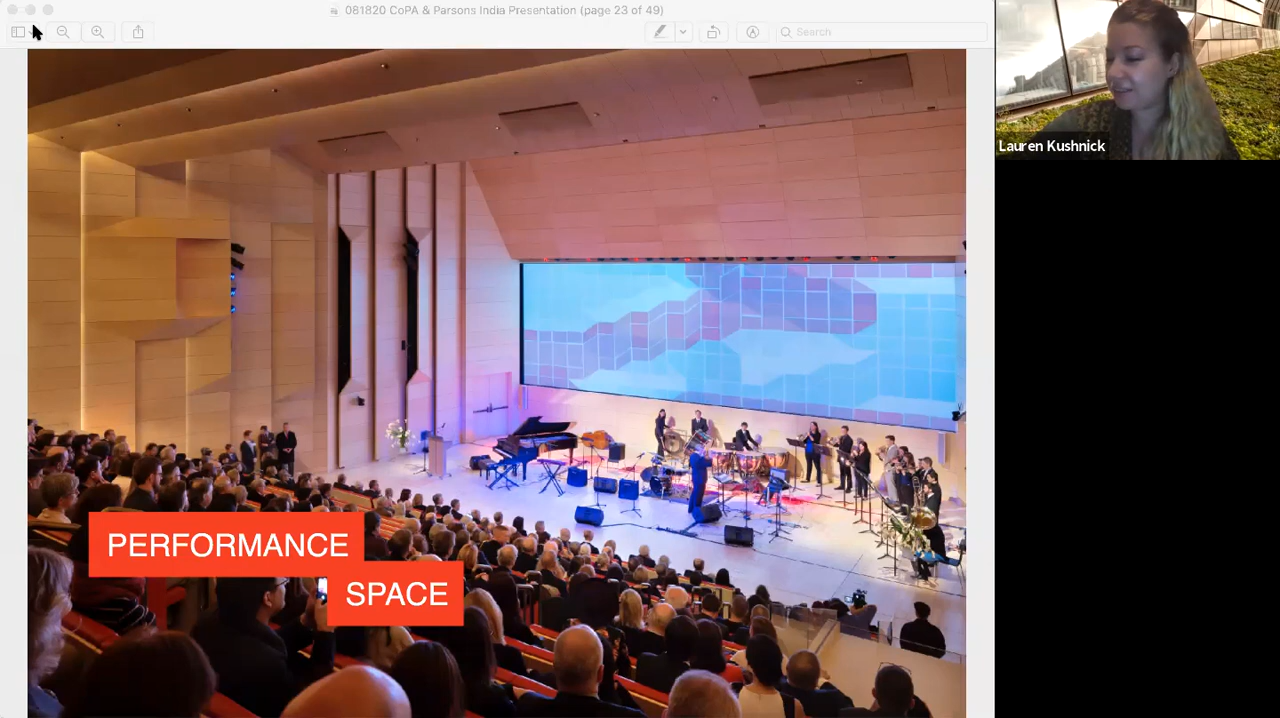 081820 CoPA & Parsons India Presentation (page 23 of 49)
Search
Lauren Kushnick
PERFORMANCE
SPACE